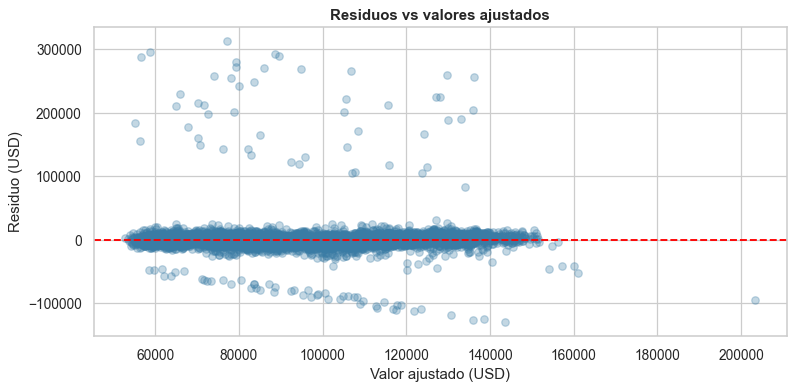 Residuos vs valores ajustados
Residuo (USD)
300000
200000
100000
0
−100000
60000 80000 100000 120000 140000 160000 180000 200000
Valor ajustado (USD)